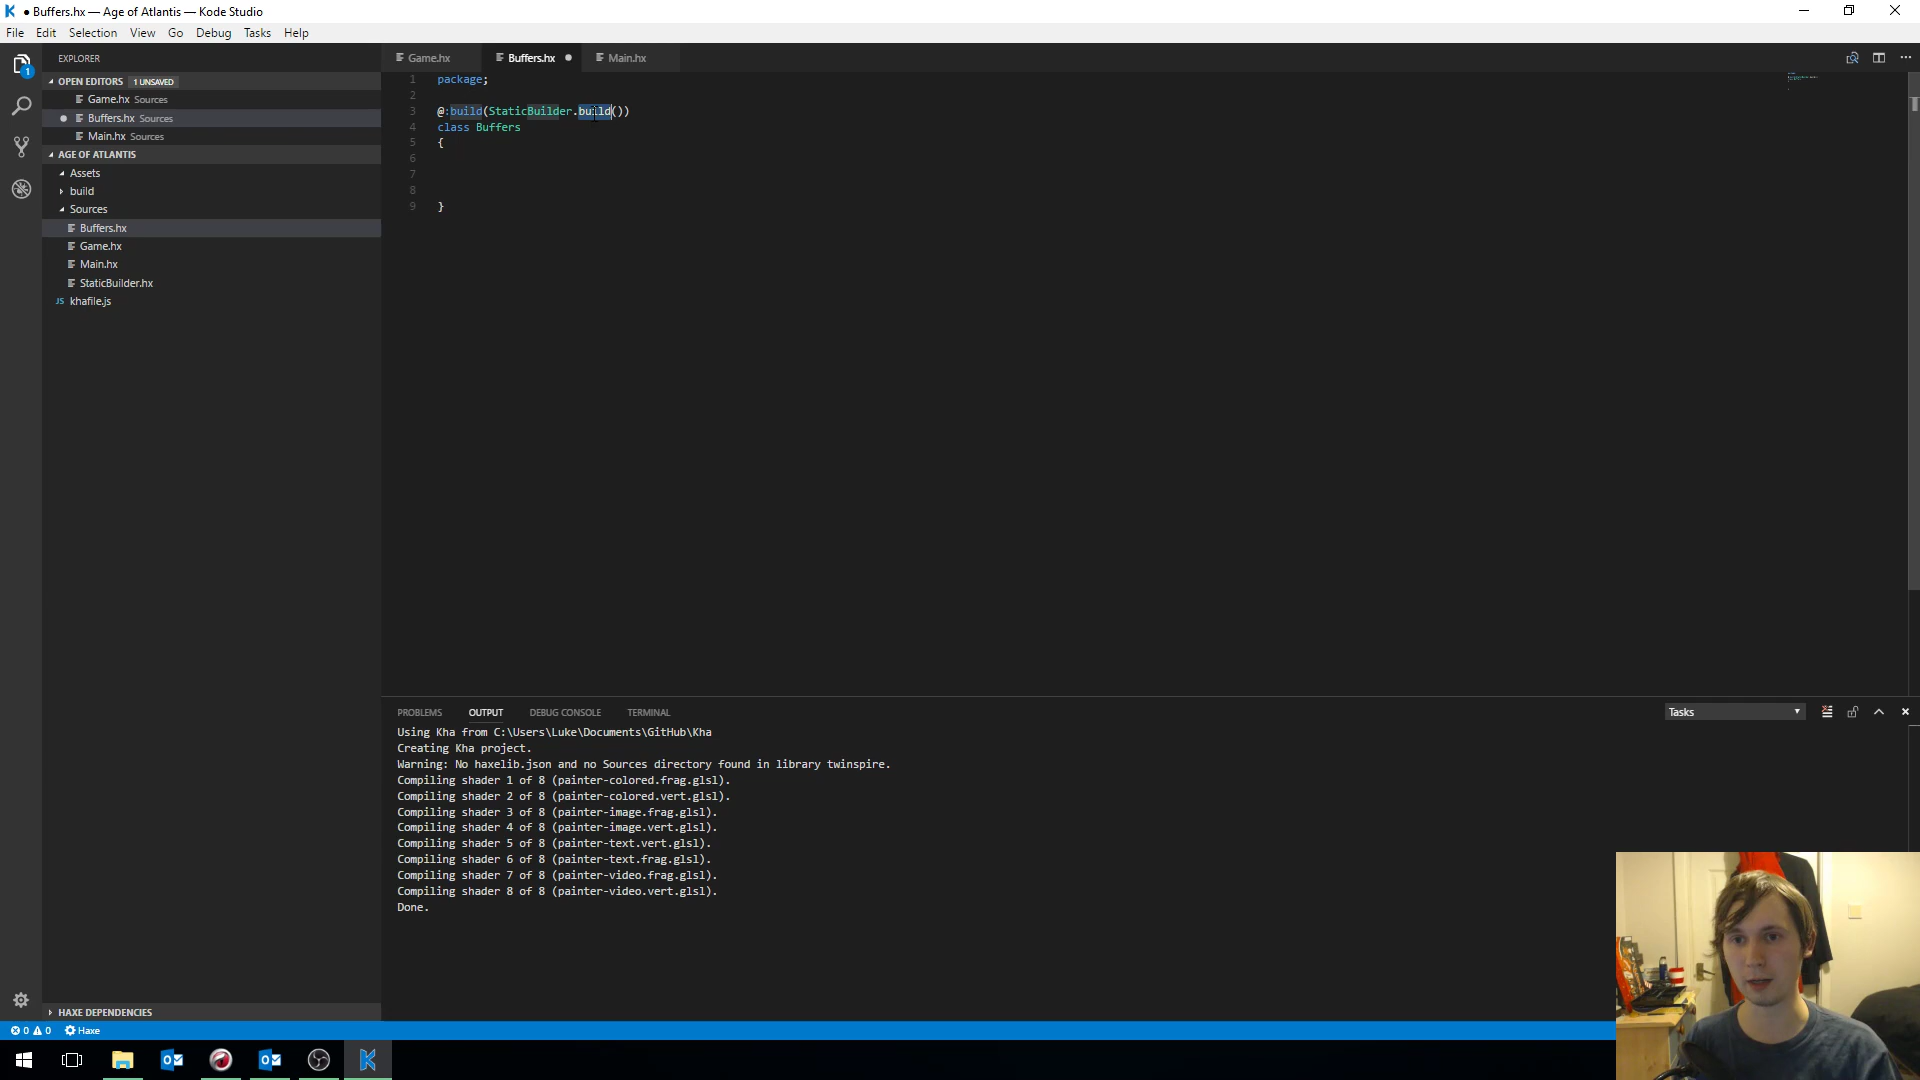 ● Buffers.hx — Age of Atlantis — Kode Studio
File Edit Selection View Go Debug Tasks Help
EXPLORER
OPEN EDITORS 1 UNSAVED
Game.hx Sources
Buffers.hx Sources
Main.hx Sources
AGE OF ATLANTIS
Assets
build
Sources
Buffers.hx
Game.hx
Main.hx
StaticBuilder.hx
JS khafile.js
HAXE DEPENDENCIES
1
Game.hx Buffers.hx Main.hx
1 package;
2
3 @:build(StaticBuilder.build())
4 class Buffers
5 {
6
7
8
9 }
PROBLEMS OUTPUT DEBUG CONSOLE TERMINAL Tasks
Using Kha from C:\Users\Luke\Documents\GitHub\Kha
Creating Kha project.
Warning: No haxelib.json and no Sources directory found in library twinspire.
Compiling shader 1 of 8 (painter-colored.frag.glsl).
Compiling shader 2 of 8 (painter-colored.vert.glsl).
Compiling shader 3 of 8 (painter-image.frag.glsl).
Compiling shader 4 of 8 (painter-image.vert.glsl).
Compiling shader 5 of 8 (painter-text.vert.glsl).
Compiling shader 6 of 8 (painter-text.frag.glsl).
Compiling shader 7 of 8 (painter-video.frag.glsl).
Compiling shader 8 of 8 (painter-video.vert.glsl).
Done.
0 0 Haxe